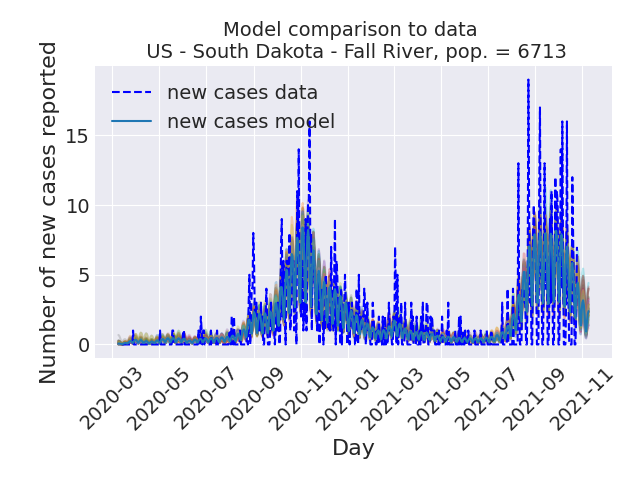 Model comparison to data
US - South Dakota - Fall River, pop. = 6713
new cases data
new cases model
Number of new cases reported
15
10
5
0
2020-03
2020-05
2020-07
2020-09
2020-11
2021-01
2021-03
2021-05
2021-07
2021-09
2021-11
Day